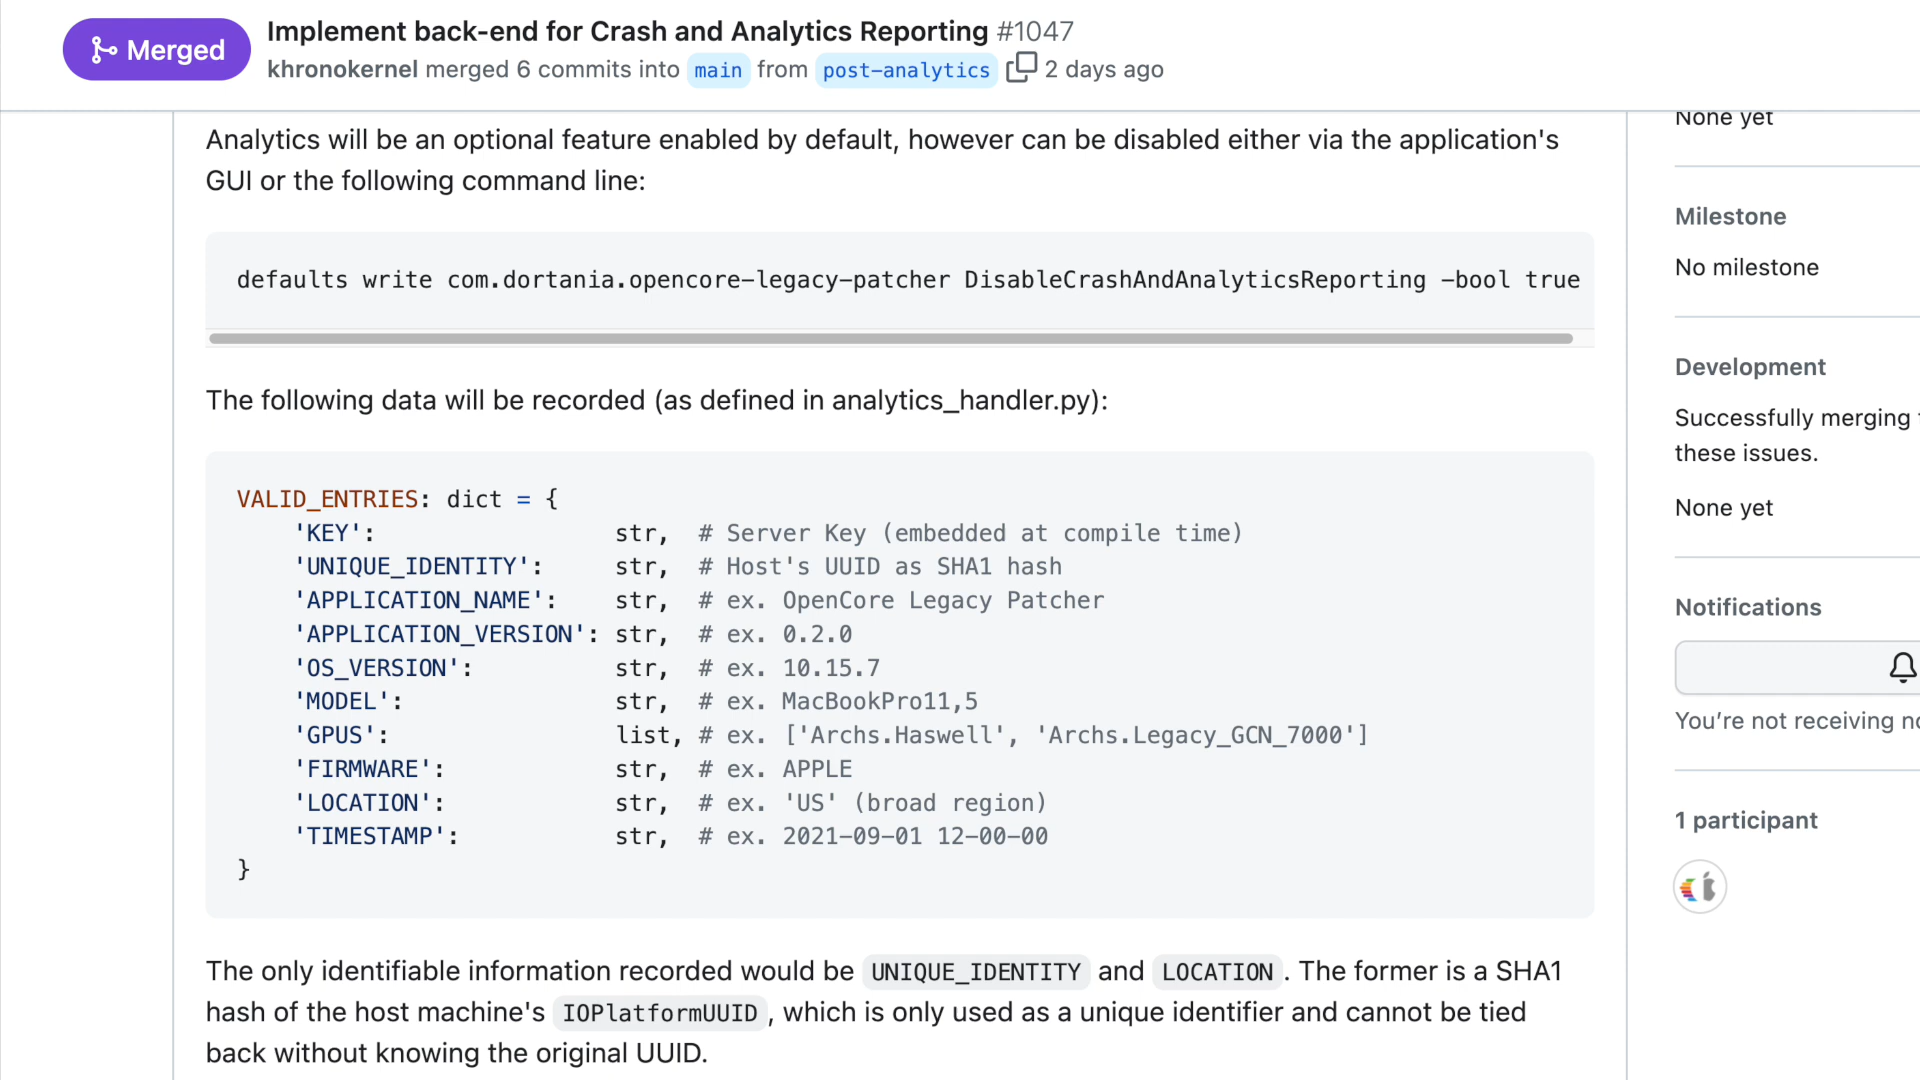 Merged
Implement back-end for Crash and Analytics Reporting #1047
khronokernel merged 6 commits into main from post-analytics 2 days ago
Analytics will be an optional feature enabled by default, however can be disabled either via the application's
GUI or the following command line:
defaults write com.dortania.opencore-legacy-patcher DisableCrashAndAnalyticsReporting -bool true
The following data will be recorded (as defined in analytics_handler.py):
VALID_ENTRIES: dict = {
'KEY': str, # Server Key (embedded at compile time)
'UNIQUE_IDENTITY': str, # Host's UUID as SHA1 hash
'APPLICATION_NAME': str, # ex. OpenCore Legacy Patcher
'APPLICATION_VERSION': str, # ex. 0.2.0
'OS_VERSION': str, # ex. 10.15.7
'MODEL': str, # ex. MacBookPro11,5
'GPUS': list, # ex. ['Archs.Haswell', 'Archs.Legacy_GCN_7000']
'FIRMWARE': str, # ex. APPLE
'LOCATION': str, # ex. 'US' (broad region)
'TIMESTAMP': str, # ex. 2021-09-01 12-00-00
}
The only identifiable information recorded would be UNIQUE_IDENTITY and LOCATION. The former is a SHA1
hash of the host machine's IOPlatformUUID, which is only used as a unique identifier and cannot be tied
back without knowing the original UUID.
None yet
Milestone
No milestone
Development
Successfully merging
these issues.
None yet
Notifications
You're not receiving
1 participant